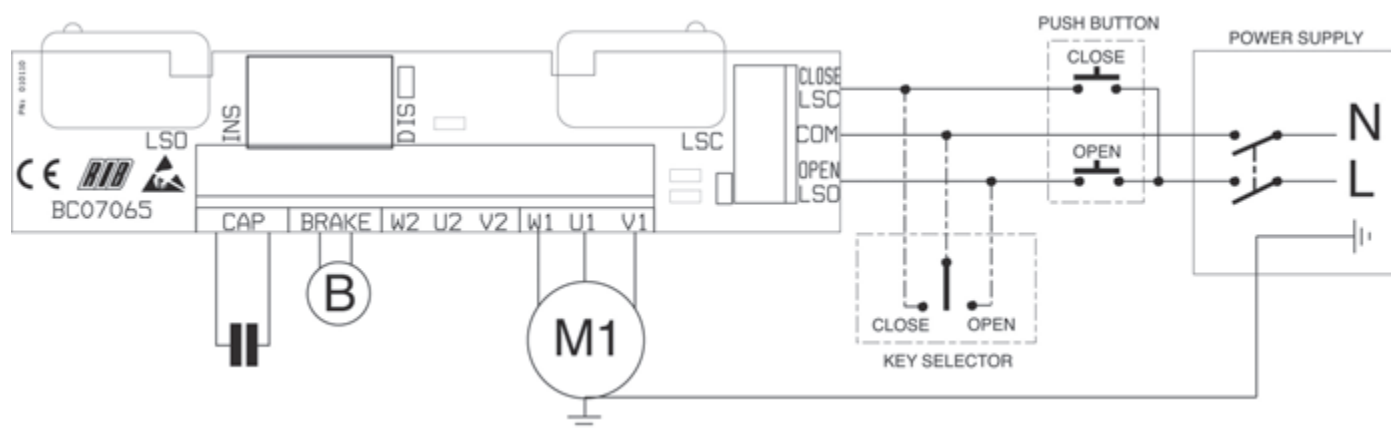 PUSH BUTTON
POWER SUPPLY
CLOSE
CLOSE
LSC
COM
OPEN
LSO
OPEN
N
L
INS
DIS
LSO
LSC
CE RIB
BC07065
CAP BRAKE W2 U2 V2 W1 U1 V1
B
M1
CLOSE OPEN
KEY SELECTOR